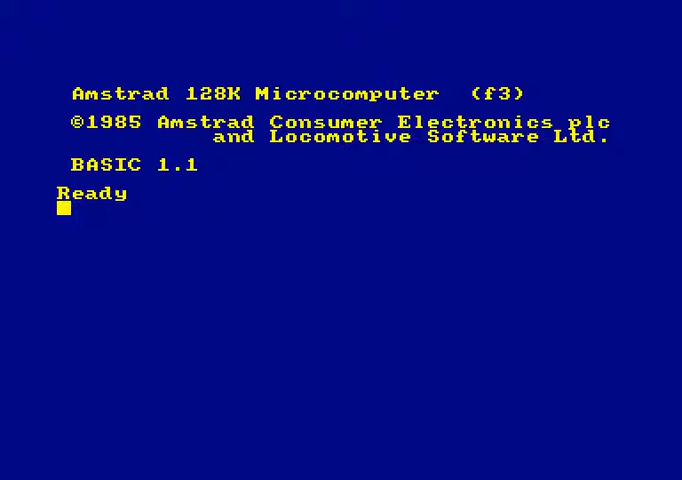 Amstrad 128K Microcomputer (f3)
©1985 Amstrad Consumer Electronics plc
and Locomotive Software Ltd.
BASIC 1.1
Ready